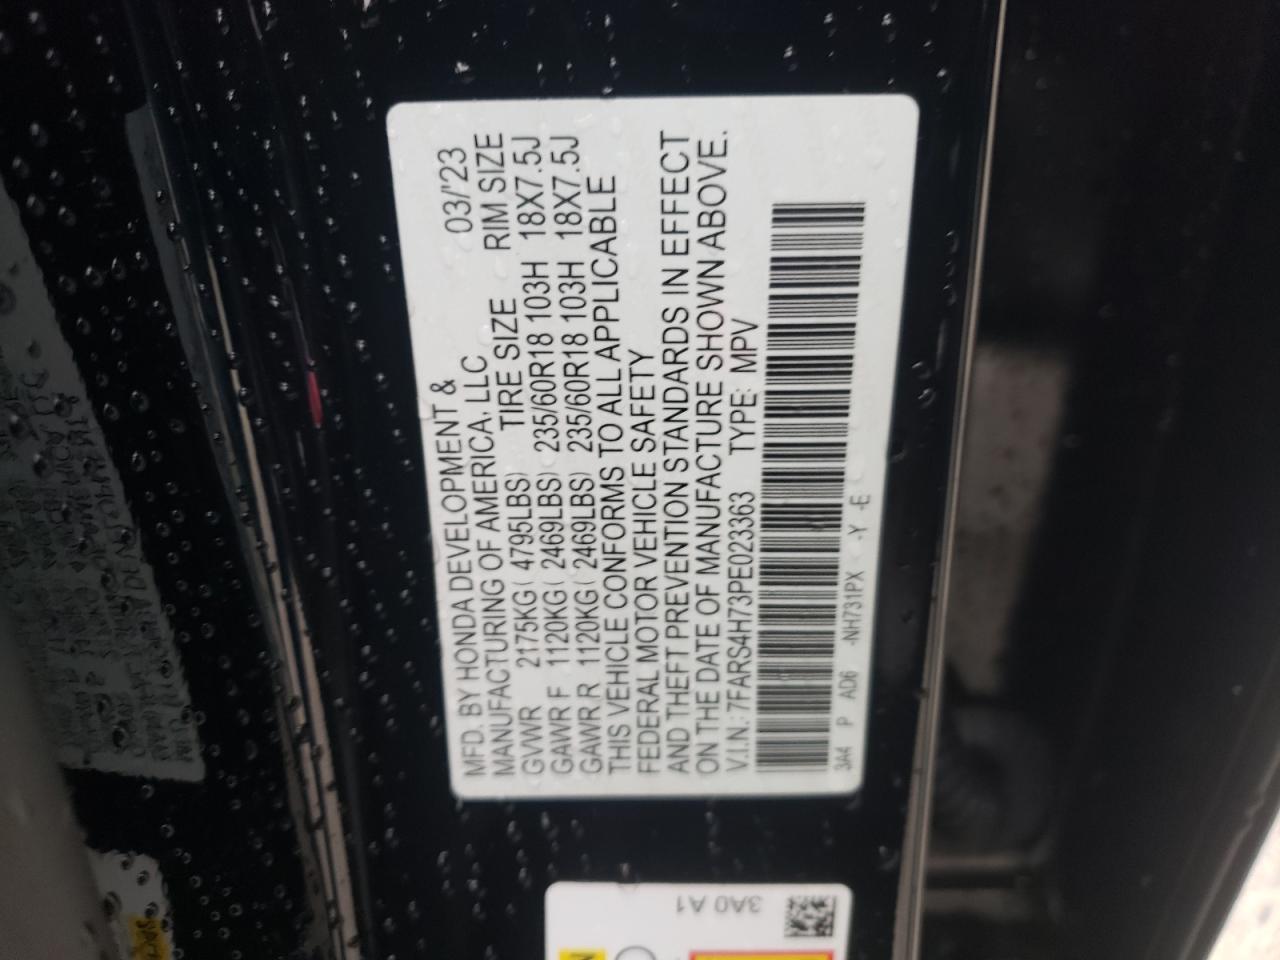 MFD. BY HONDA DEVELOPMENT & 03/'23
MANUFACTURING OF AMERICA, LLC
TIRE SIZE RIM SIZE
GVWR 2175KG( 4795LBS)
GAWR F 1120KG( 2469LBS) 235/60R18 103H 18X7.5J
GAWR R 1120KG( 2469LBS) 235/60R18 103H 18X7.5J
THIS VEHICLE CONFORMS TO ALL APPLICABLE
FEDERAL MOTOR VEHICLE SAFETY
AND THEFT PREVENTION STANDARDS IN EFFECT
ON THE DATE OF MANUFACTURE SHOWN ABOVE.
V.I.N.: 7FARS4H73PE023363 TYPE: MPV
3A4 P AD6 -NH731PX -Y -E
3A0 A1